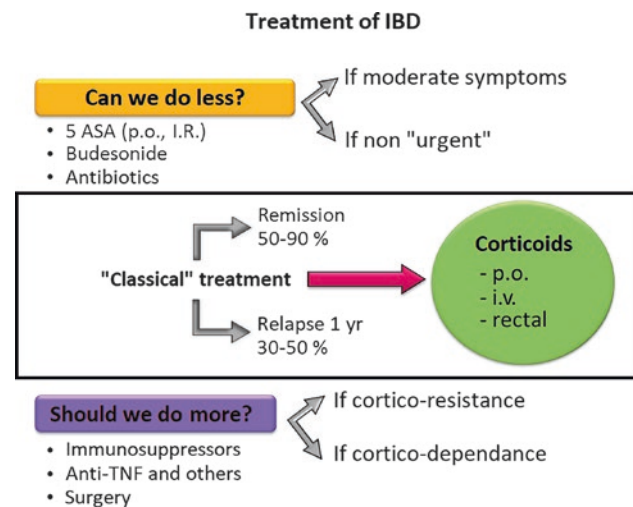 Treatment of IBD
Can we do less?
If moderate symptoms
If non "urgent"
• 5 ASA (p.o., I.R.)
• Budesonide
• Antibiotics
Remission
50-90 %
"Classical" treatment
Relapse 1 yr
30-50 %
Corticoids
- p.o.
- i.v.
- rectal
Should we do more?
If cortico-resistance
If cortico-dependance
• Immunosuppressors
• Anti-TNF and others
• Surgery